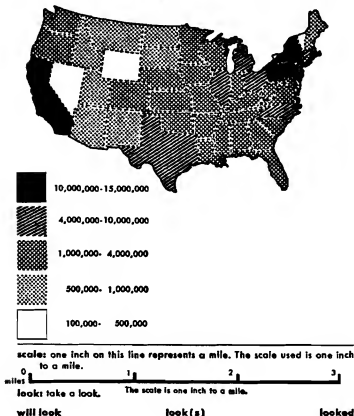 10,000,000-15,000,000
4,000,000-10,000,000
1,000,000- 4,000,000
500,000- 1,000,000
100,000- 500,000
scale: one inch on this line represents a mile. The scale used is one inch
to a mile.
0 1 2 3
miles
look: take a look. The scale is one inch to a mile.
will look look(s) looked